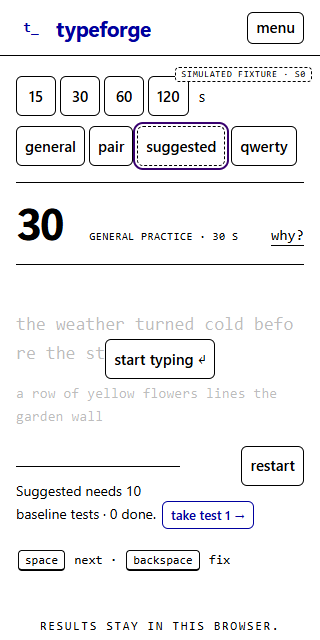 t_ typeforge menu
SIMULATED FIXTURE · S0
15 30 60 120 s
general pair suggested qwerty
30 GENERAL PRACTICE · 30 S why?
the weather turned cold befo
re the st
start typing ↲
a row of yellow flowers lines the
garden wall
restart
Suggested needs 10
baseline tests · 0 done. take test 1 →
space next · backspace fix
RESULTS STAY IN THIS BROWSER.